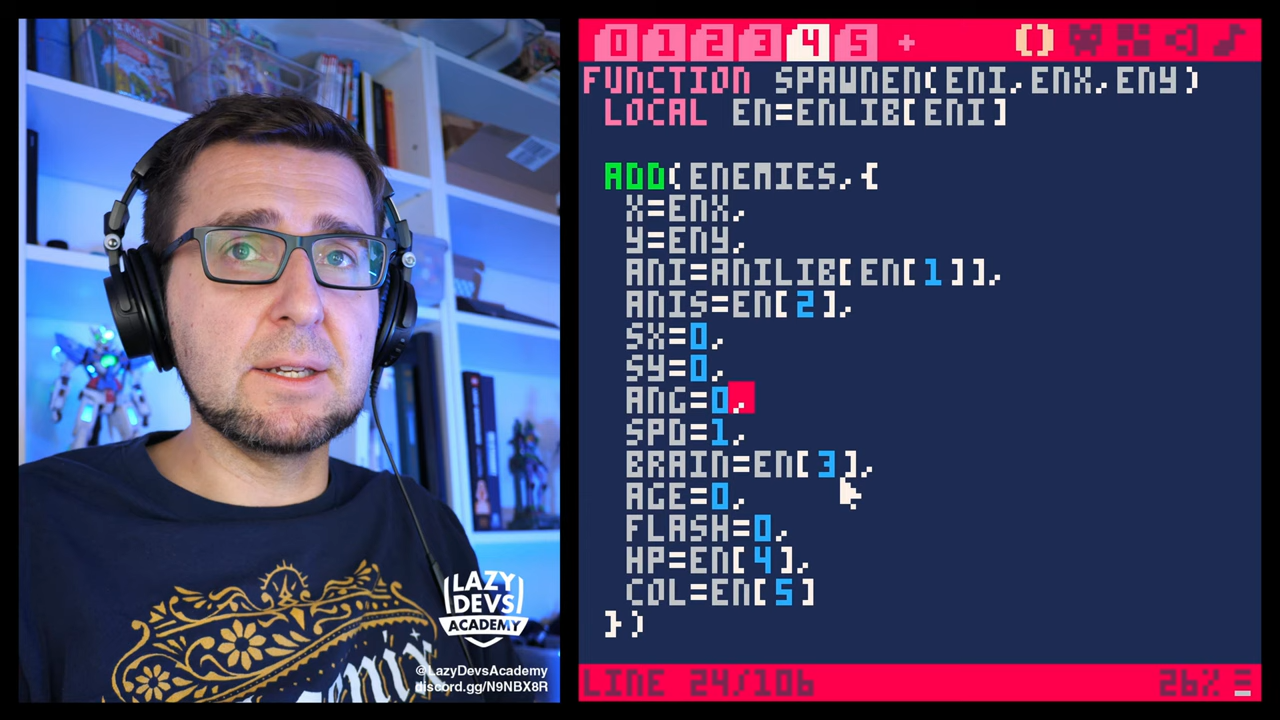 LAZY
DEVS
ACADEMY
@LazyDevsAcademy
discord.gg/N9NBX8R
0 1 2 3 4 5 +
FUNCTION SPAWNEN(ENI,ENX,ENY)
LOCAL EN=ENLIB[ENI]
ADD(ENEMIES,{
X=ENX,
Y=ENY,
ANI=ANILIB[EN[1]],
ANIS=EN[2],
SX=0,
SY=0,
ANG=0,
SPD=1,
BRAIN=EN[3],
AGE=0,
FLASH=0,
HP=EN[4],
COL=EN[5]
})
LINE 24/106
26%